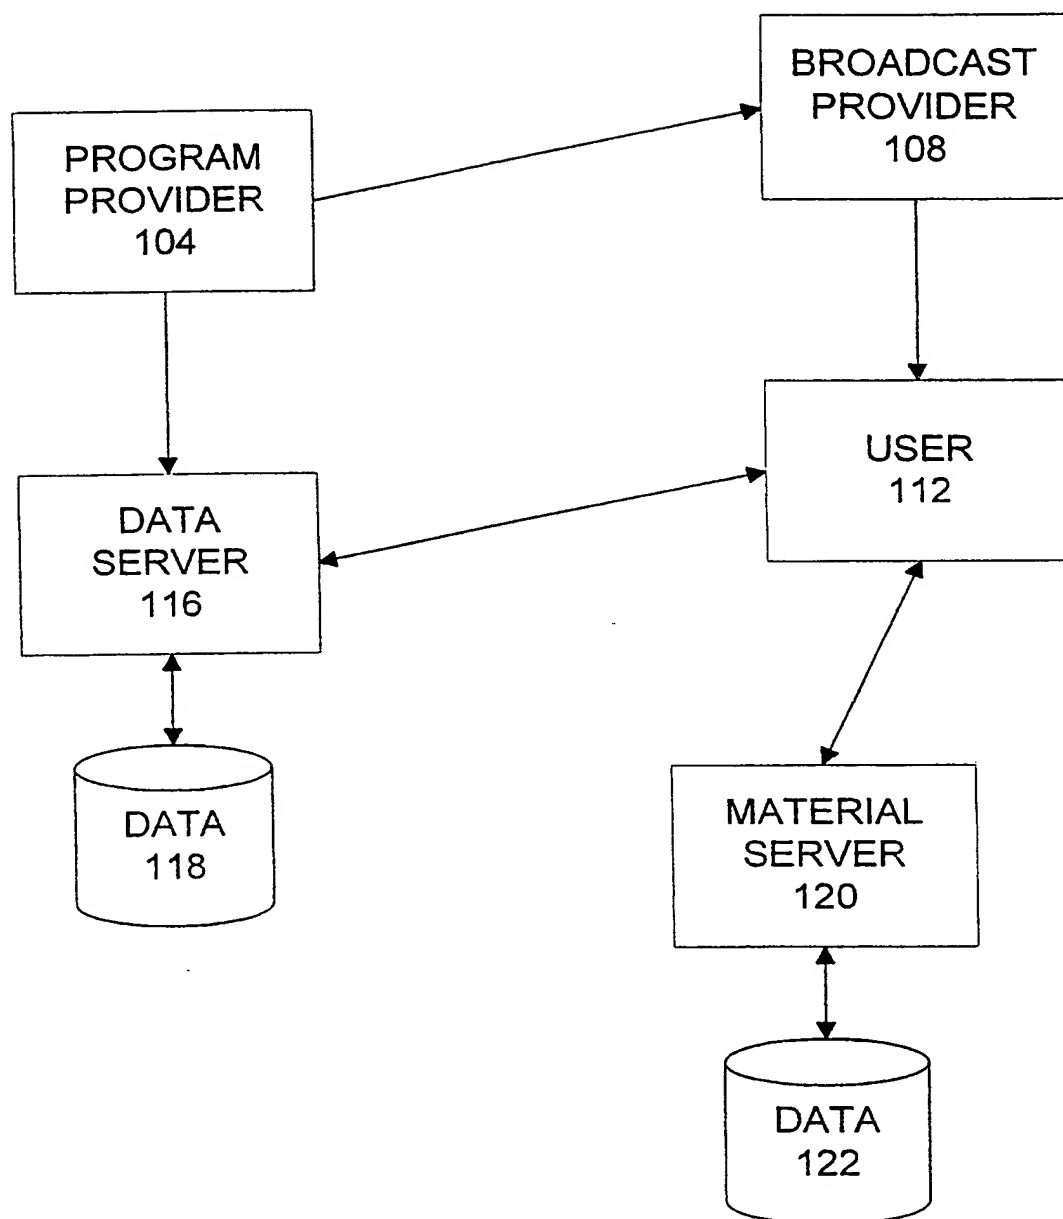 BROADCAST
PROVIDER
108
PROGRAM
PROVIDER
104
USER
112
DATA
SERVER
116
DATA
118
MATERIAL
SERVER
120
DATA
122